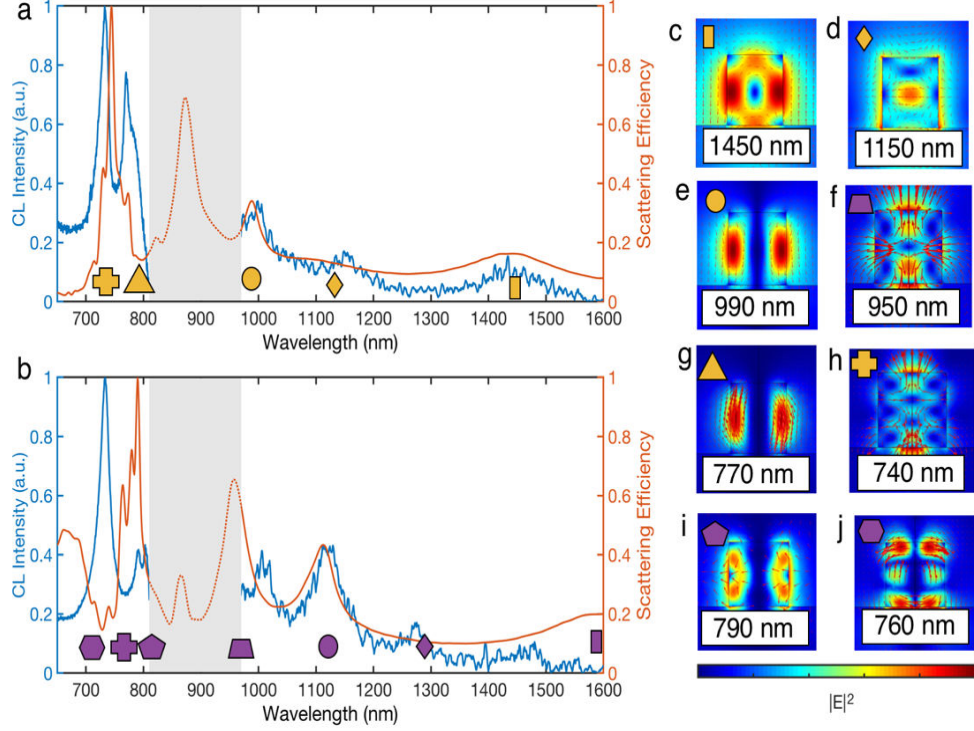 a
CL Intensity (a.u.)
1
0.8
0.6
0.4
0.2
0
1
0.8
0.6
0.4
0.2
0
Scattering Efficiency
700 800 900 1000 1100 1200 1300 1400 1500 1600
Wavelength (nm)
b
CL Intensity (a.u.)
1
0.8
0.6
0.4
0.2
0
1
0.8
0.6
0.4
0.2
0
Scattering Efficiency
700 800 900 1000 1100 1200 1300 1400 1500 1600
Wavelength (nm)
c
1450 nm
d
1150 nm
e
990 nm
f
950 nm
g
770 nm
h
740 nm
i
790 nm
j
760 nm
|E|²